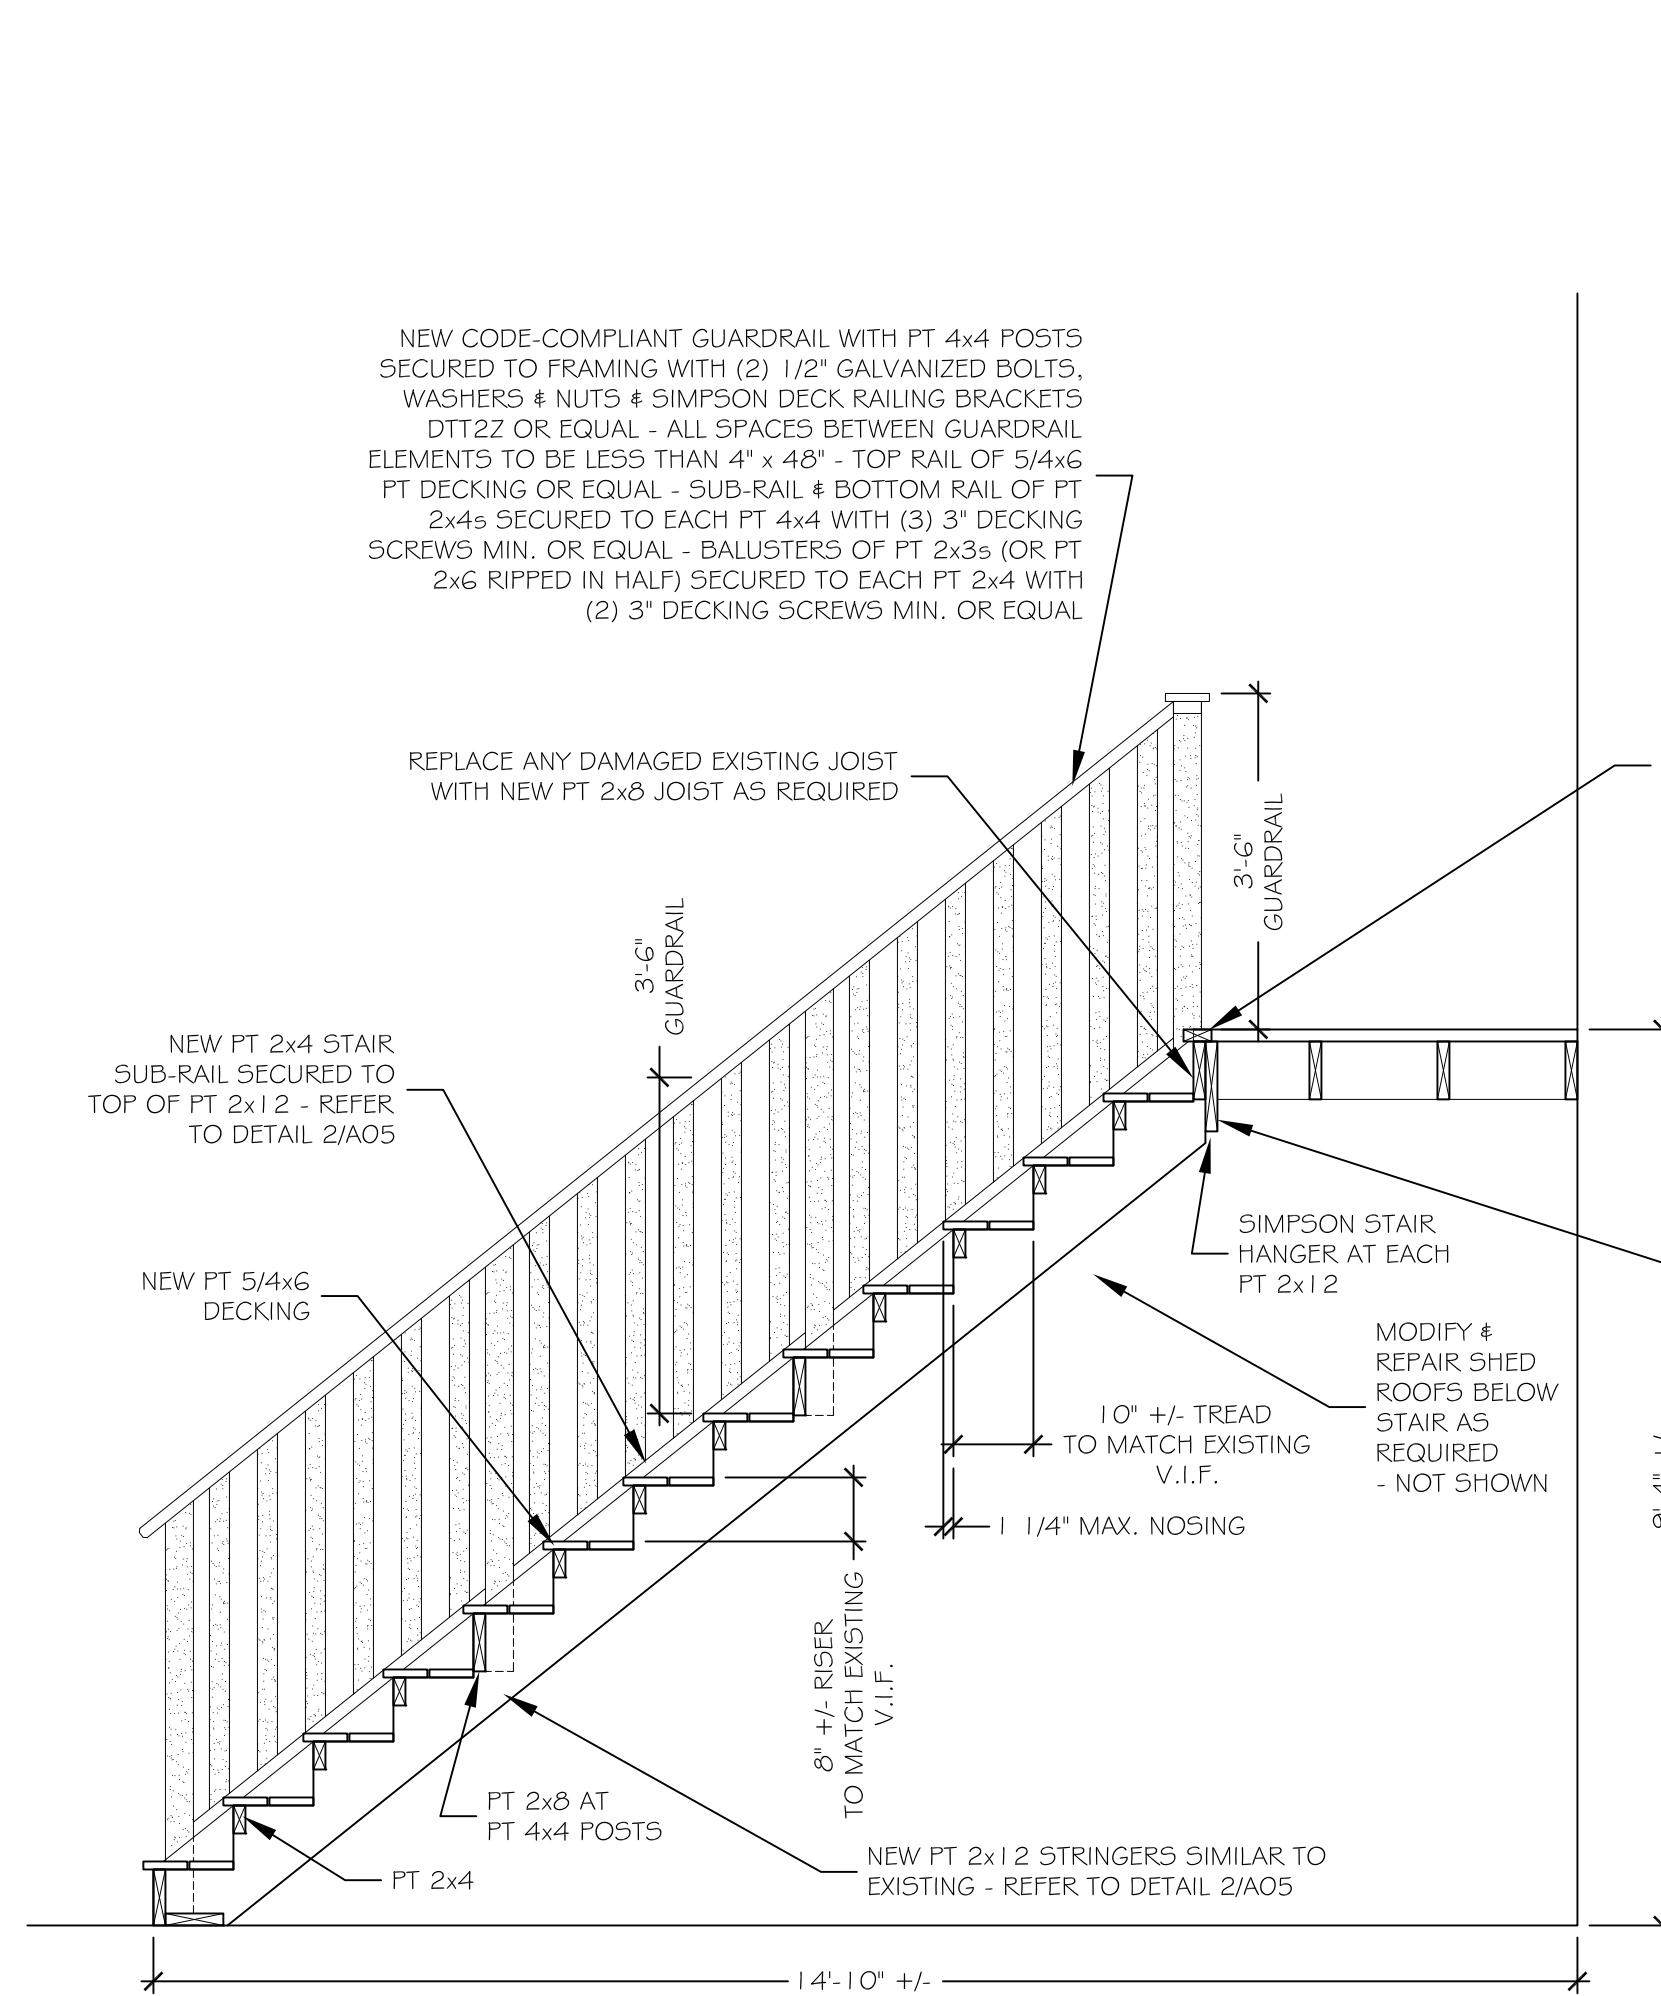 NEW CODE-COMPLIANT GUARDRAIL WITH PT 4x4 POSTS
SECURED TO FRAMING WITH (2) 1/2" GALVANIZED BOLTS,
WASHERS & NUTS & SIMPSON DECK RAILING BRACKETS
DTT2Z OR EQUAL - ALL SPACES BETWEEN GUARDRAIL
ELEMENTS TO BE LESS THAN 4" x 48" - TOP RAIL OF 5/4x6
PT DECKING OR EQUAL - SUB-RAIL & BOTTOM RAIL OF PT
2x4s SECURED TO EACH PT 4x4 WITH (3) 3" DECKING
SCREWS MIN. OR EQUAL - BALUSTERS OF PT 2x3s (OR PT
2x6 RIPPED IN HALF) SECURED TO EACH PT 2x4 WITH
(2) 3" DECKING SCREWS MIN. OR EQUAL
REPLACE ANY DAMAGED EXISTING JOIST
WITH NEW PT 2x8 JOIST AS REQUIRED
3'-6"
GUARDRAIL
3'-6"
GUARDRAIL
NEW PT 2x4 STAIR
SUB-RAIL SECURED TO
TOP OF PT 2x12 - REFER
TO DETAIL 2/A05
NEW PT 5/4x6
DECKING
SIMPSON STAIR
HANGER AT EACH
PT 2x12
MODIFY &
REPAIR SHED
ROOFS BELOW
STAIR AS
REQUIRED
- NOT SHOWN
10" +/- TREAD
TO MATCH EXISTING
V.I.F.
1 1/4" MAX. NOSING
8" +/- RISER
TO MATCH EXISTING
V.I.F.
PT 2x8 AT
PT 4x4 POSTS
PT 2x4
NEW PT 2x12 STRINGERS SIMILAR TO
EXISTING - REFER TO DETAIL 2/A05
14'-10" +/-